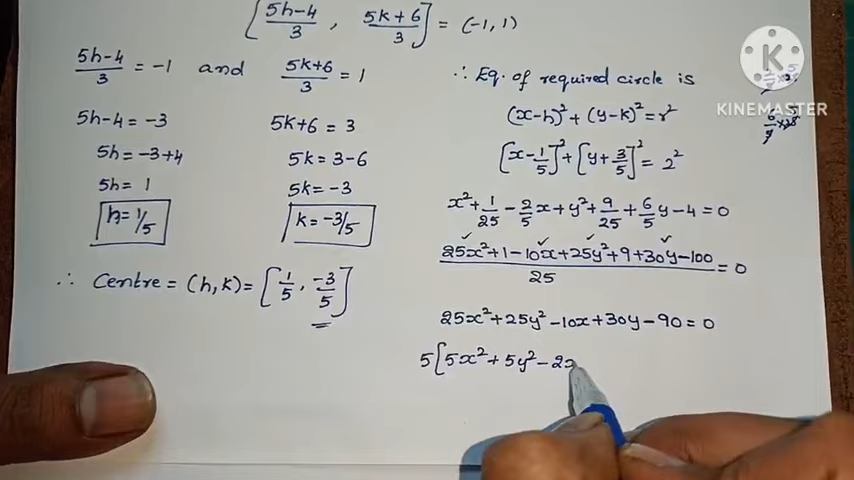 [5h-4/3 , 5k+6/3] = (-1, 1)
5h-4/3 = -1 and 5k+6/3 = 1
5h-4 = -3 5k+6 = 3
5h = -3+4 5k = 3-6
5h = 1 5k = -3
h = 1/5 k = -3/5
∴ Centre = (h, k) = [1/5 , -3/5]
∴ Eq. of required circle is
(x-h)² + (y-k)² = r²
[x-1/5]² + [y+3/5]² = 2²
x² + 1/25 - 2/5x + y² + 9/25 + 6/5y - 4 = 0
25x² + 1 - 10x + 25y² + 9 + 30y - 100/25 = 0
25x² + 25y² - 10x + 30y - 90 = 0
5[5x² + 5y² - 2x
K
KINEMASTER